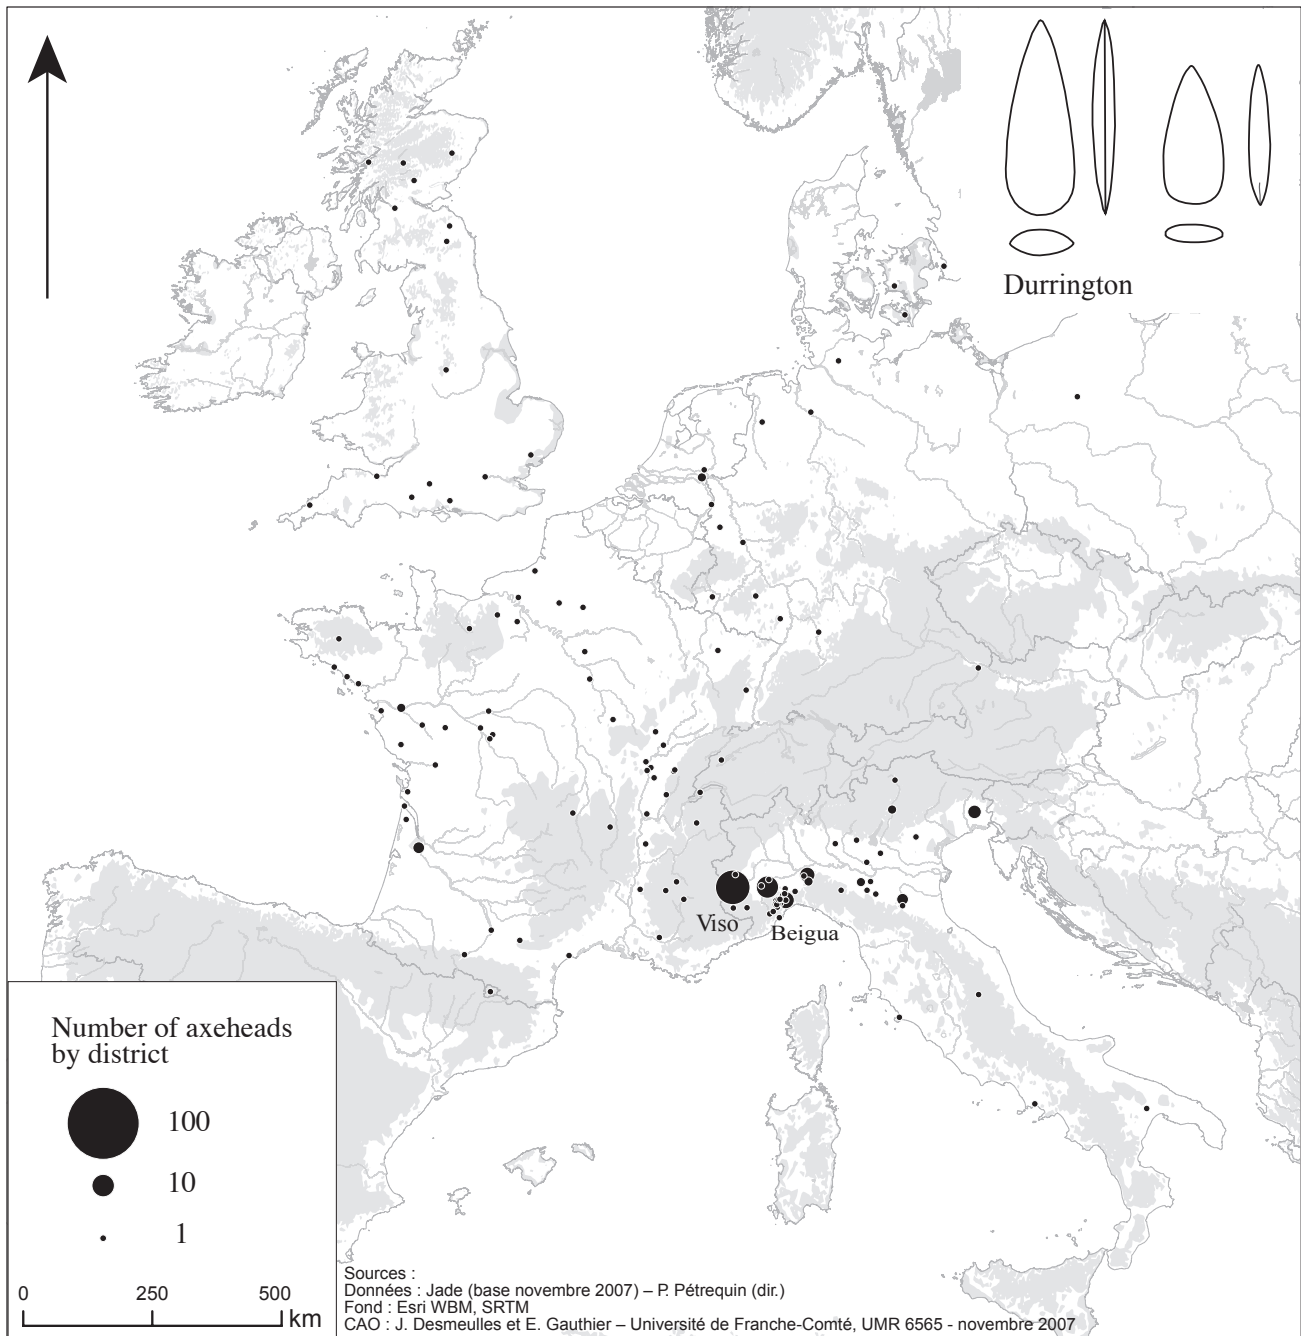 Durrington
Viso
Beigua
Number of axeheads
by district
100
10
1
0 250 500 km
Sources :
Données : Jade (base novembre 2007) – P. Pétrequin (dir.)
Fond : Esri WBM, SRTM
CAO : J. Desmeulles et E. Gauthier – Université de Franche-Comté, UMR 6565 - novembre 2007